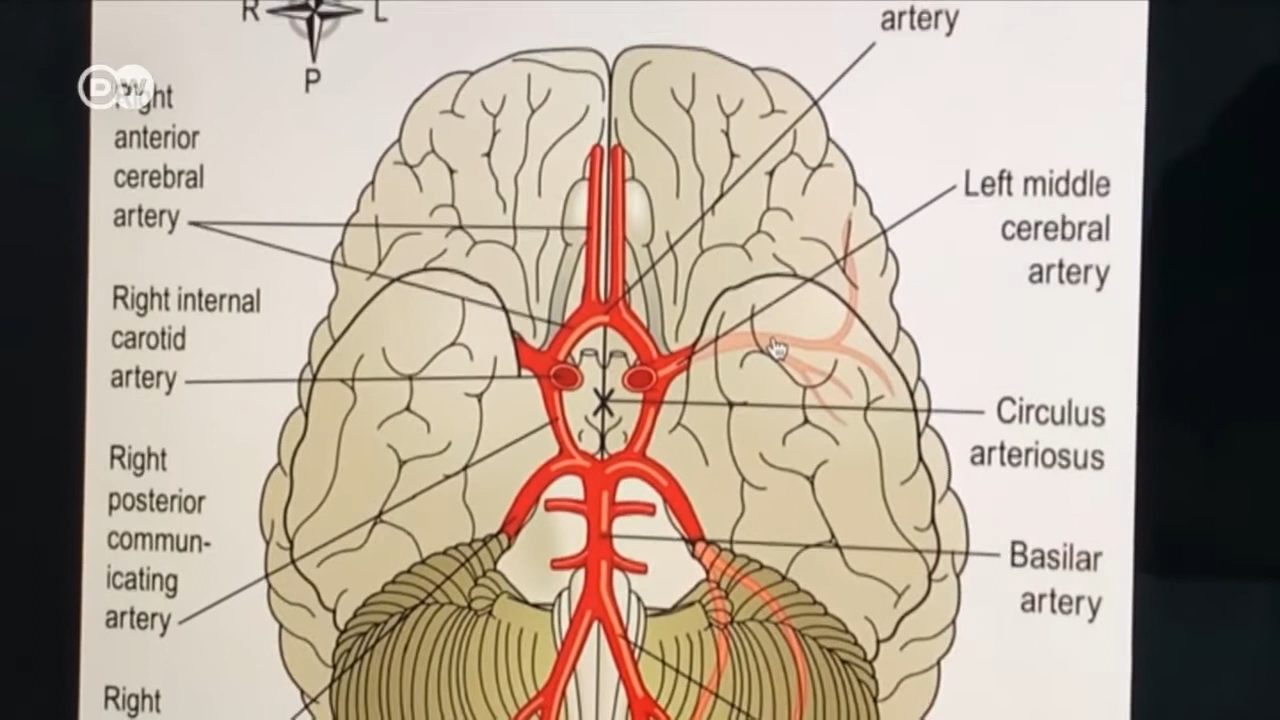 R
L
P
DW
Right
anterior
cerebral
artery
Right internal
carotid
artery
Right
posterior
commun-
icating
artery
Right
artery
Left middle
cerebral
artery
Circulus
arteriosus
Basilar
artery